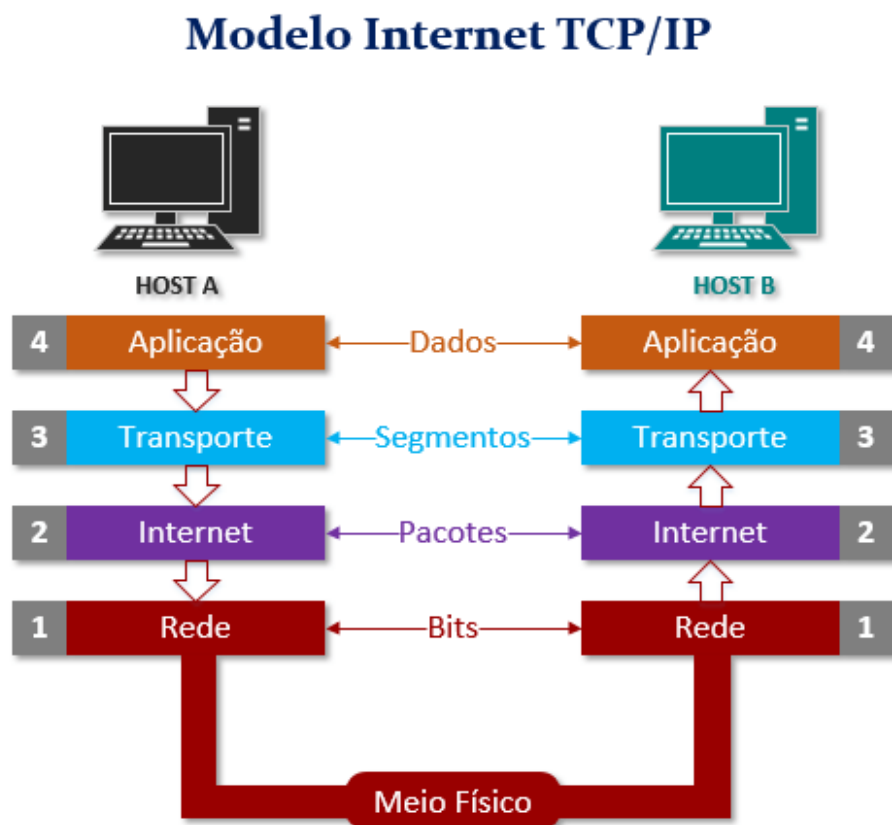 Modelo Internet TCP/IP
HOST A
HOST B
4 Aplicação Dados Aplicação 4
3 Transporte Segmentos Transporte 3
2 Internet Pacotes Internet 2
1 Rede Bits Rede 1
Meio Físico